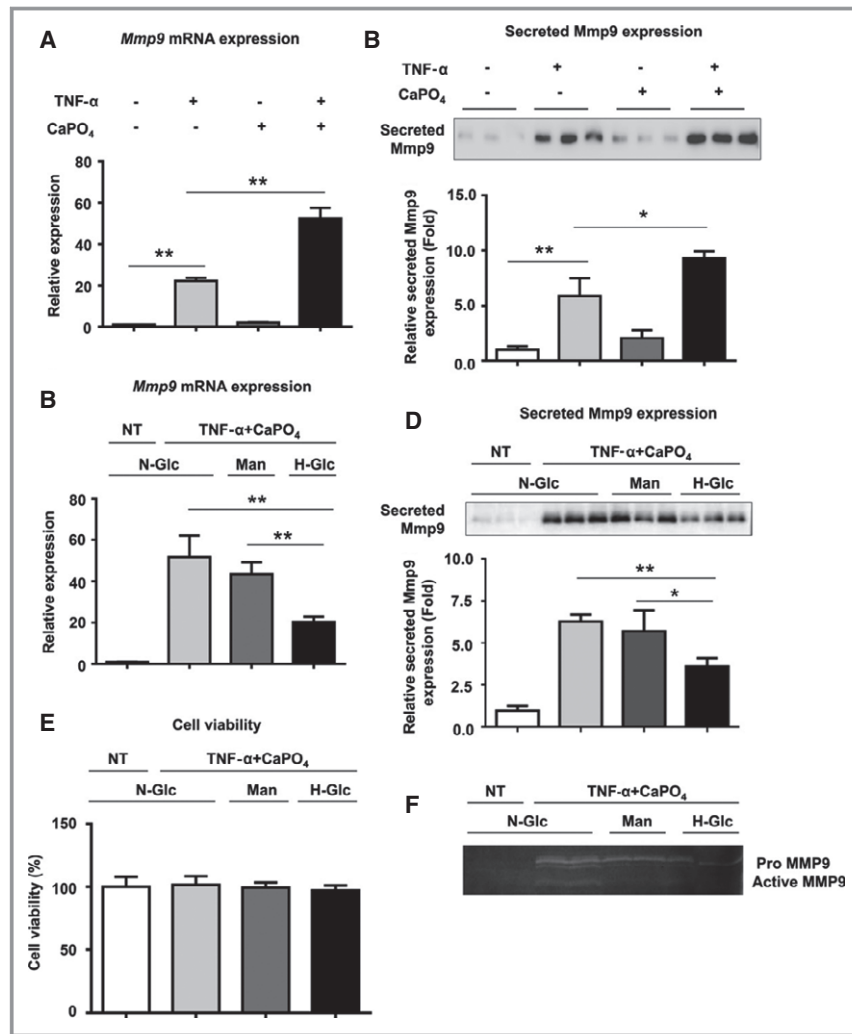 A
Mmp9 mRNA expression
TNF-α - + - +
CaPO4 - - + +
80
60
40
20
0
Relative expression
**
**
B
Secreted Mmp9 expression
TNF-α - + - +
CaPO4 - - + +
Secreted
Mmp9
15.0
10.0
5.0
0.0
Relative secreted Mmp9
expression (Fold)
**
*
B
Mmp9 mRNA expression
NT TNF-α+CaPO4
N-Glc Man H-Glc
80
60
40
20
0
Relative expression
**
**
D
Secreted Mmp9 expression
NT TNF-α+CaPO4
N-Glc Man H-Glc
Secreted
Mmp9
10.0
7.5
5.0
2.5
0.0
Relative secreted Mmp9
expression (Fold)
**
*
E
Cell viability
NT TNF-α+CaPO4
N-Glc Man H-Glc
150
100
50
0
Cell viability (%)
F
NT TNF-α+CaPO4
N-Glc Man H-Glc
Pro MMP9
Active MMP9